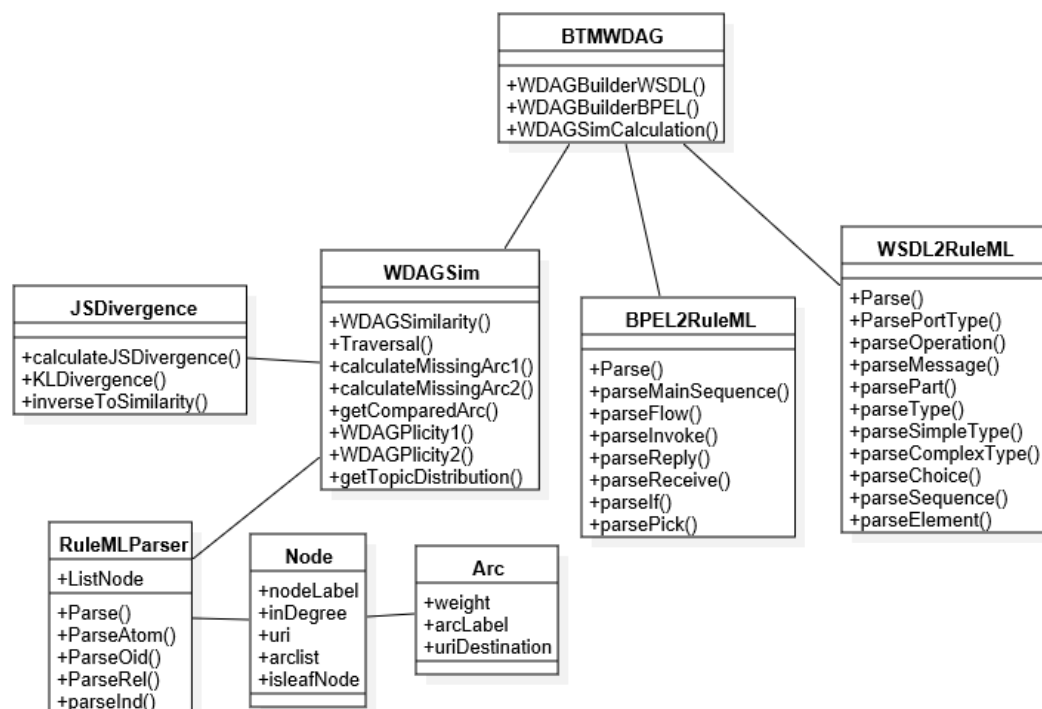 BTMWDAG
+WDAGBuilderWSDL()
+WDAGBuilderBPEL()
+WDAGSimCalculation()
WSDL2RuleML
+Parse()
+ParsePortType()
+parseOperation()
+parseMessage()
+parsePart()
+parseType()
+parseSimpleType()
+parseComplexType()
+parseChoice()
+parseSequence()
+parseElement()
WDAGSim
+WDAGSimilarity()
+Traversal()
+calculateMissingArc1()
+calculateMissingArc2()
+getComparedArc()
+WDAGPlicity1()
+WDAGPlicity2()
+getTopicDistribution()
JSDivergence
+calculateJSDivergence()
+KLDivergence()
+inverseToSimilarity()
BPEL2RuleML
+Parse()
+parseMainSequence()
+parseFlow()
+parseInvoke()
+parseReply()
+parseReceive()
+parseIf()
+parsePick()
RuleMLParser
+ListNode
+Parse()
+ParseAtom()
+ParseOid()
+ParseRel()
+parseInd()
Node
+nodeLabel
+inDegree
+uri
+arclist
+isleafNode
Arc
+weight
+arcLabel
+uriDestination